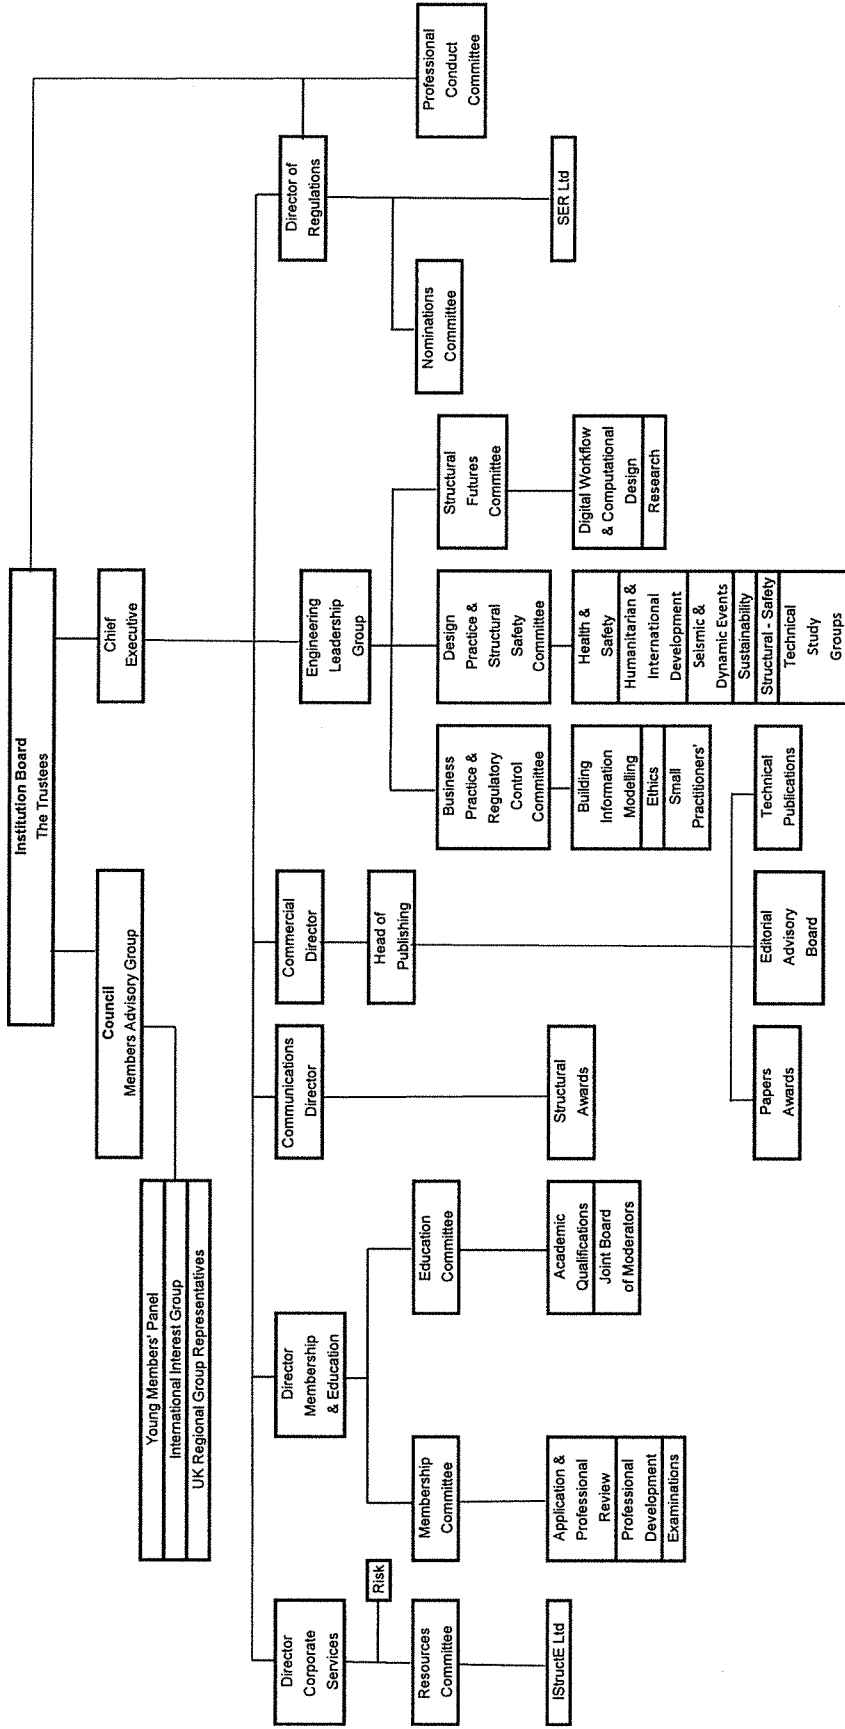 Institution Board
The Trustees
Council
Members Advisory Group
Chief
Executive
Young Members' Panel
International Interest Group
UK Regional Group Representatives
Director
Corporate
Services
Director
Membership
& Education
Communications
Director
Commercial
Director
Engineering
Leadership
Group
Director of
Regulations
Risk
Head of
Publishing
Resources
Committee
Membership
Committee
Education
Committee
Business
Practice &
Regulatory
Control
Committee
Design
Practice &
Structural
Safety
Committee
Structural
Futures
Committee
Nominations
Committee
Professional
Conduct
Committee
IStructE Ltd
Application &
Professional
Review
Professional
Development
Examinations
Academic
Qualifications
Joint Board
of Moderators
Structural
Awards
Building
Information
Modelling
Ethics
Small
Practitioners'
Health &
Safety
Humanitarian &
International
Development
Seismic &
Dynamic Events
Sustainability
Structural - Safety
Technical
Study
Groups
Digital Workflow
& Computational
Design
Research
SER Ltd
Papers
Awards
Editorial
Advisory
Board
Technical
Publications